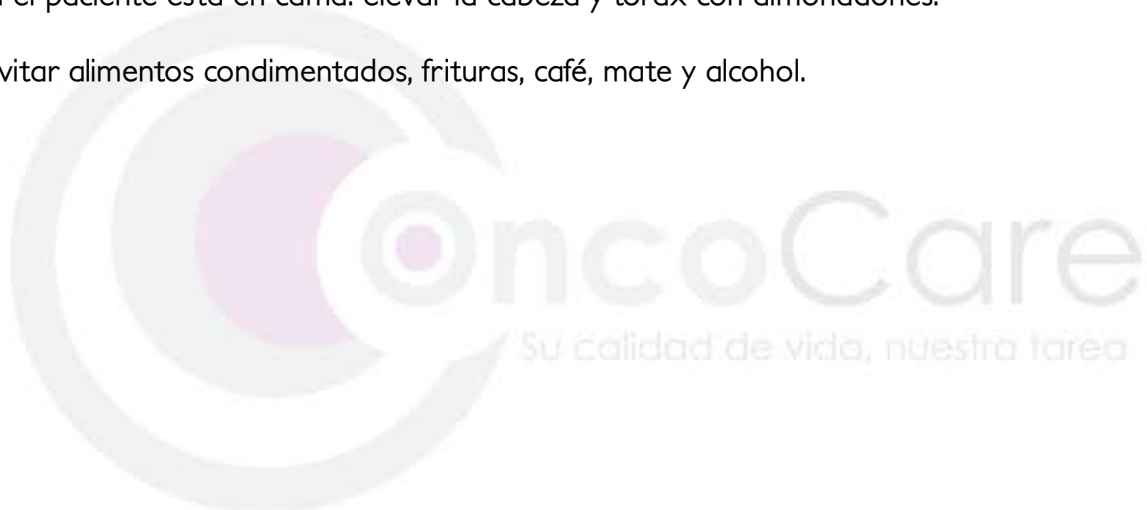 el paciente está en cama: elevar la cabeza y tórax con almohadones.
vitar alimentos condimentados, frituras, café, mate y alcohol.
OncoCare
Su calidad de vida, nuestra tarea